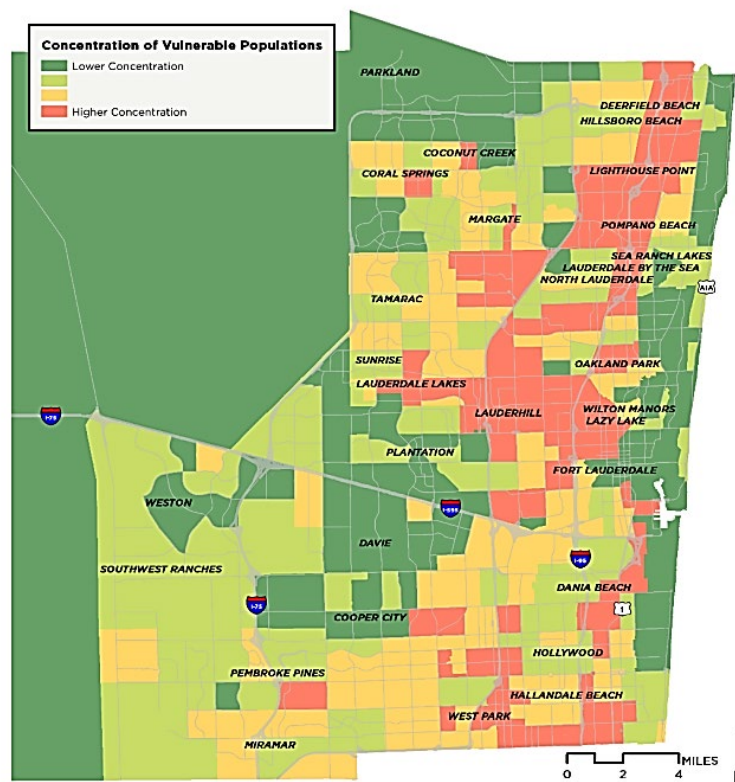 Concentration of Vulnerable Populations
Lower Concentration
Higher Concentration
PARKLAND
DEERFIELD BEACH
HILLSBORO BEACH
COCONUT CREEK
CORAL SPRINGS
LIGHTHOUSE POINT
MARGATE
POMPANO BEACH
SEA RANCH LAKES
LAUDERDALE BY THE SEA
NORTH LAUDERDALE
A1A
TAMARAC
SUNRISE
OAKLAND PARK
LAUDERDALE LAKES
I-75
LAUDERHILL
WILTON MANORS
LAZY LAKE
PLANTATION
FORT LAUDERDALE
WESTON
I-595
DAVIE
I-95
SOUTHWEST RANCHES
DANIA BEACH
I-75
1
COOPER CITY
HOLLYWOOD
PEMBROKE PINES
HALLANDALE BEACH
WEST PARK
MIRAMAR
MILES
0 2 4